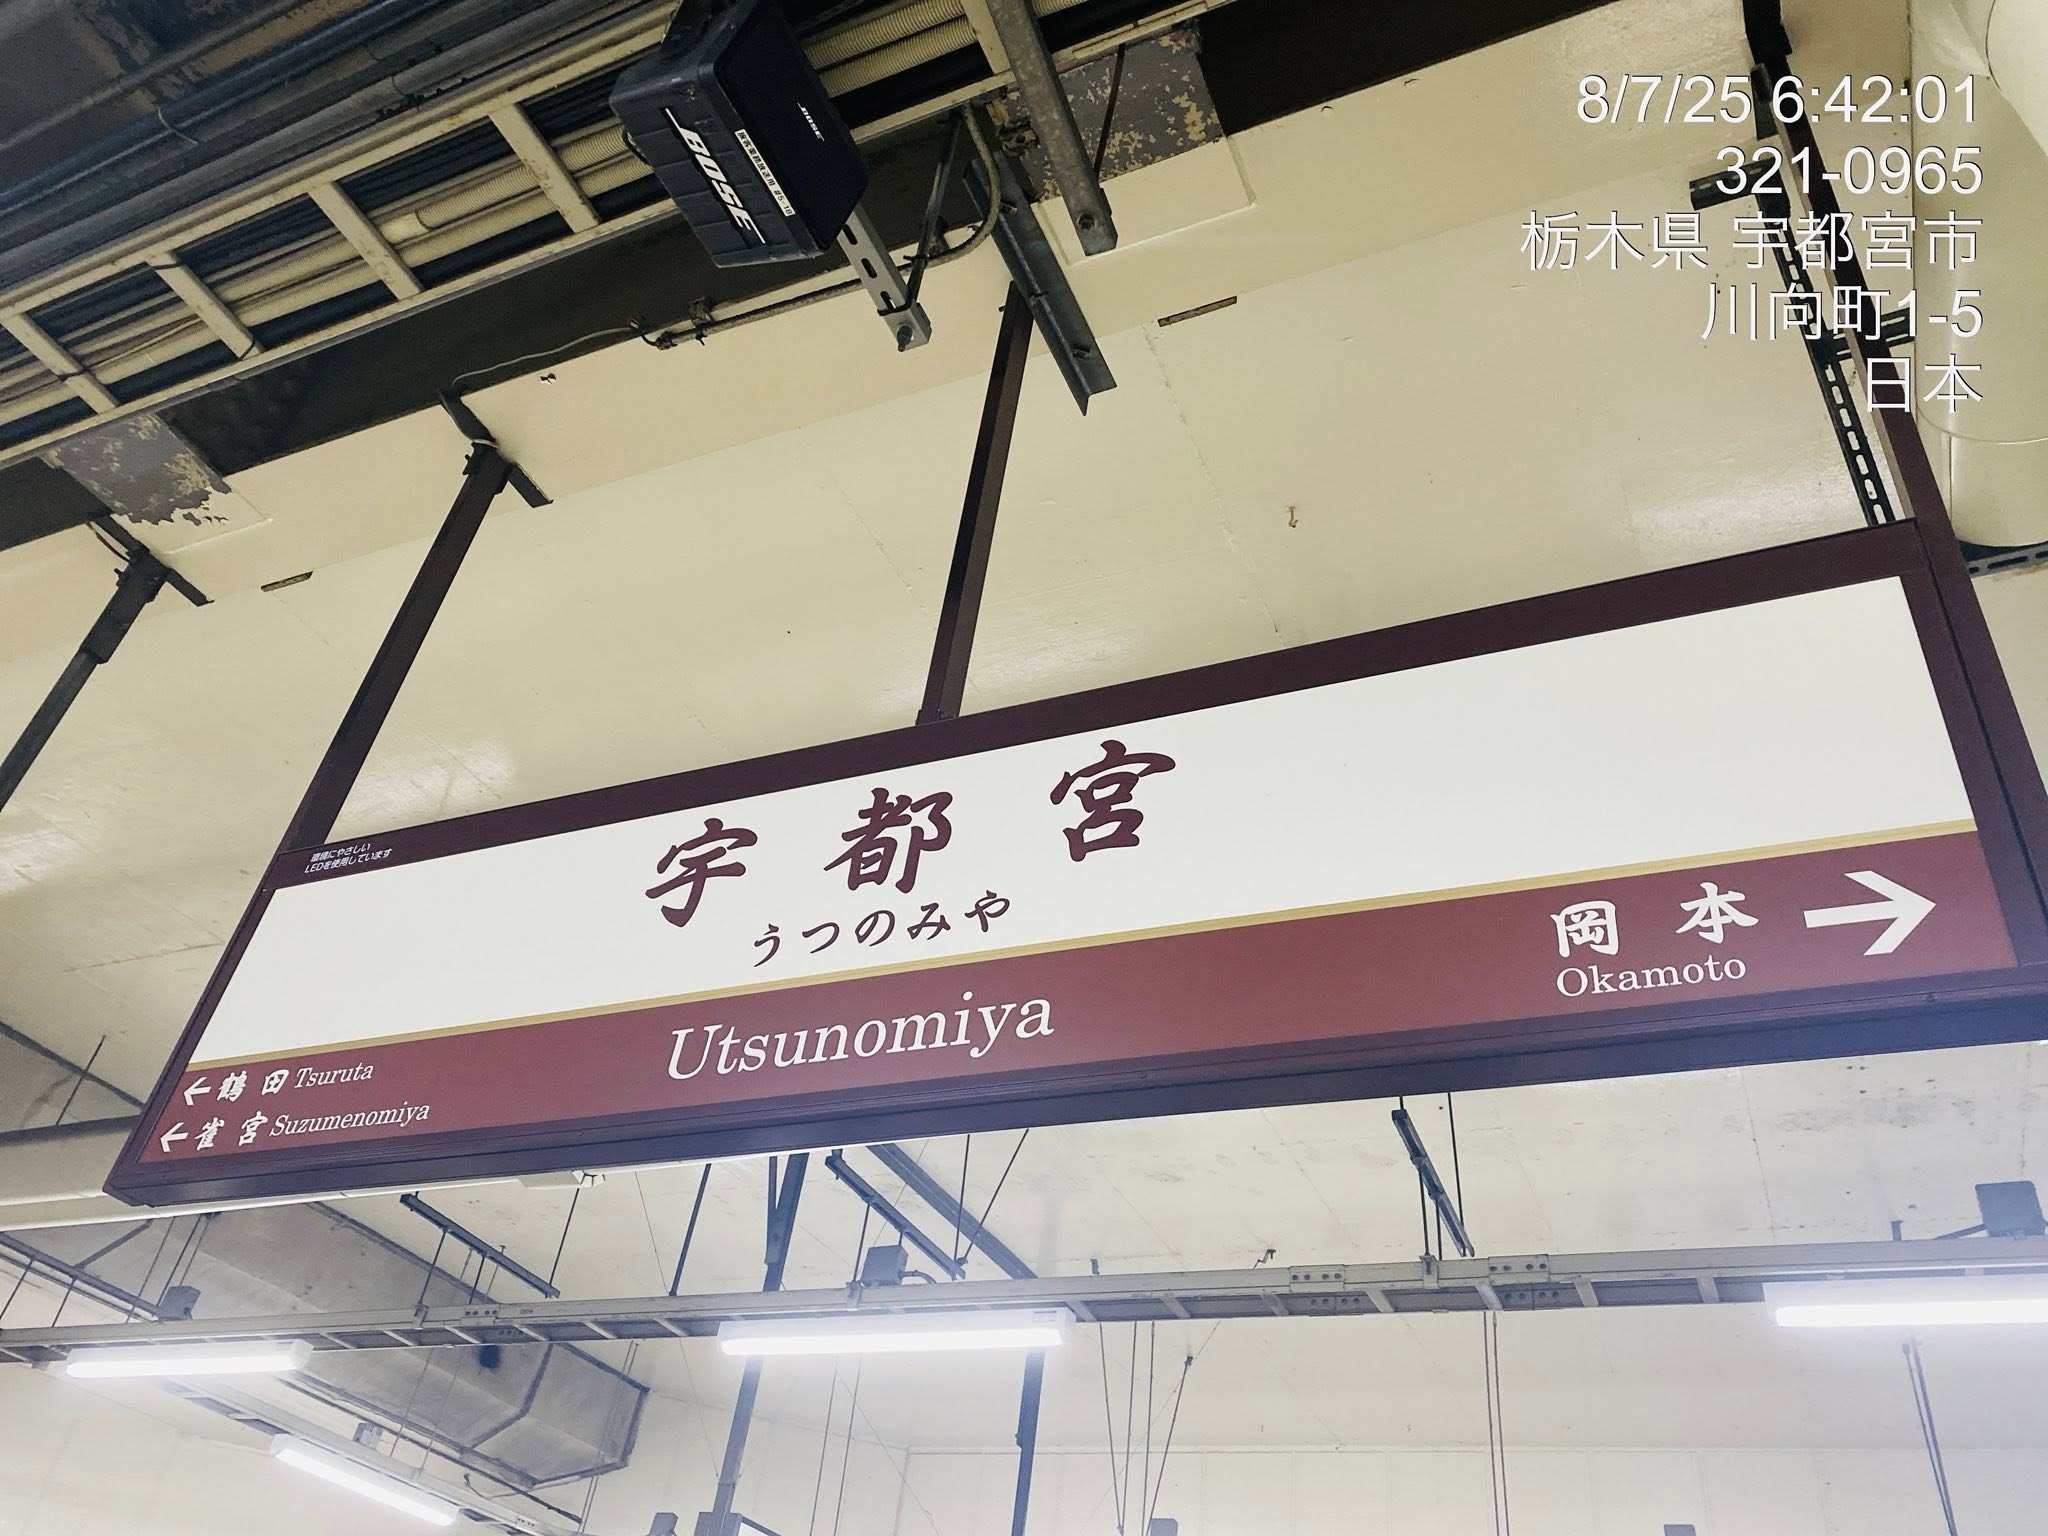 8/7/25 6:42:01
321-0965
栃木県 宇都宮市
川向町1-5
日本
BOSE
BOSE
環境にやさしい
LEDを使用しています
宇都宮
うつのみや
Utsunomiya
岡本
Okamoto
←鶴田 Tsuruta
←雀宮 Suzumenomiya